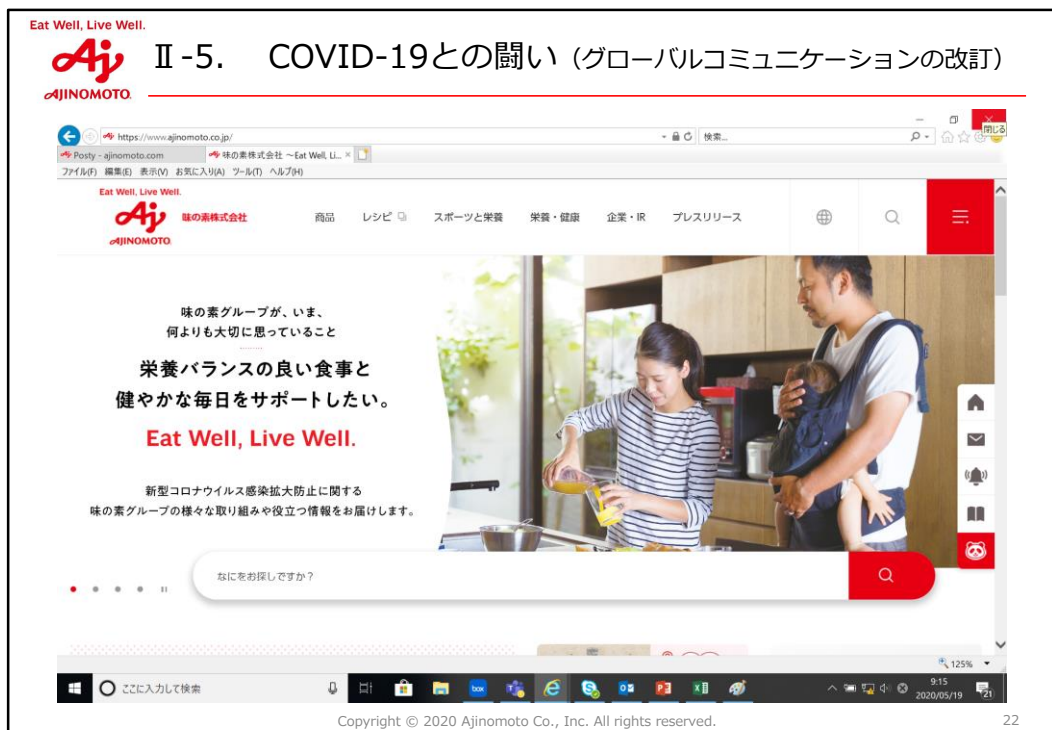 Eat Well, Live Well.
AJINOMOTO
Ⅱ-5. COVID-19との闘い(グローバルコミュニケーションの改訂)
https://www.ajinomoto.co.jp/
検索...
閉じる
Posty - ajinomoto.com
味の素株式会社 ~Eat Well, Li...
ファイル(F) 編集(E) 表示(V) お気に入り(A) ツール(T) ヘルプ(H)
Eat Well, Live Well.
AJINOMOTO
味の素株式会社
商品 レシピ スポーツと栄養 栄養・健康 企業・IR プレスリリース
味の素グループが、いま、
何よりも大切に思っていること
栄養バランスの良い食事と
健やかな毎日をサポートしたい。
Eat Well, Live Well.
新型コロナウイルス感染拡大防止に関する
味の素グループの様々な取り組みや役立つ情報をお届けします。
なにをお探しですか?
125%
ここに入力して検索
box
9:15
2020/05/19
21
Copyright © 2020 Ajinomoto Co., Inc. All rights reserved.
22